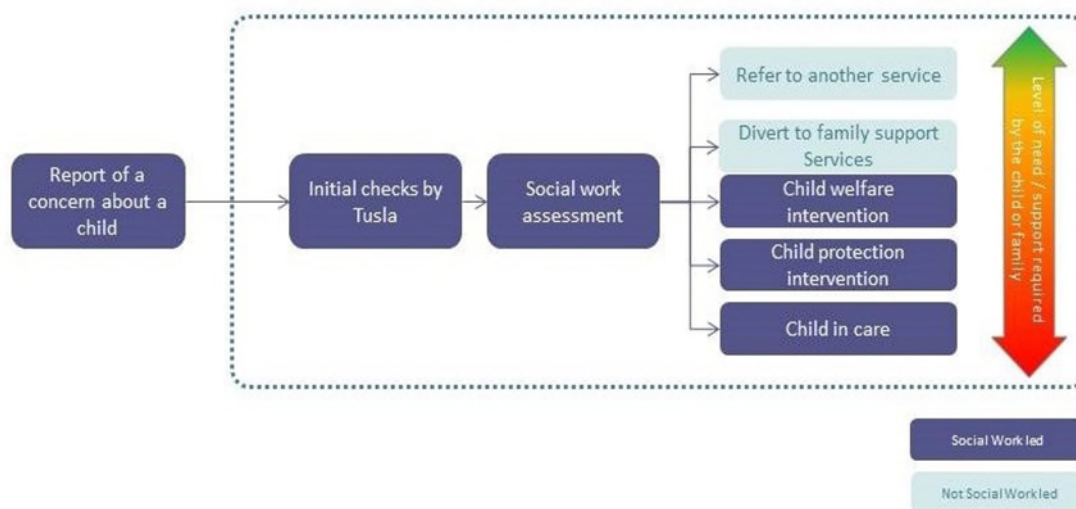 Report of a
concern about a
child
Initial checks by
Tusla
Social work
assessment
Refer to another service
Divert to family support
Services
Child welfare
intervention
Child protection
intervention
Child in care
Level of need / support required
by the child or family
Social Work led
Not Social Work led